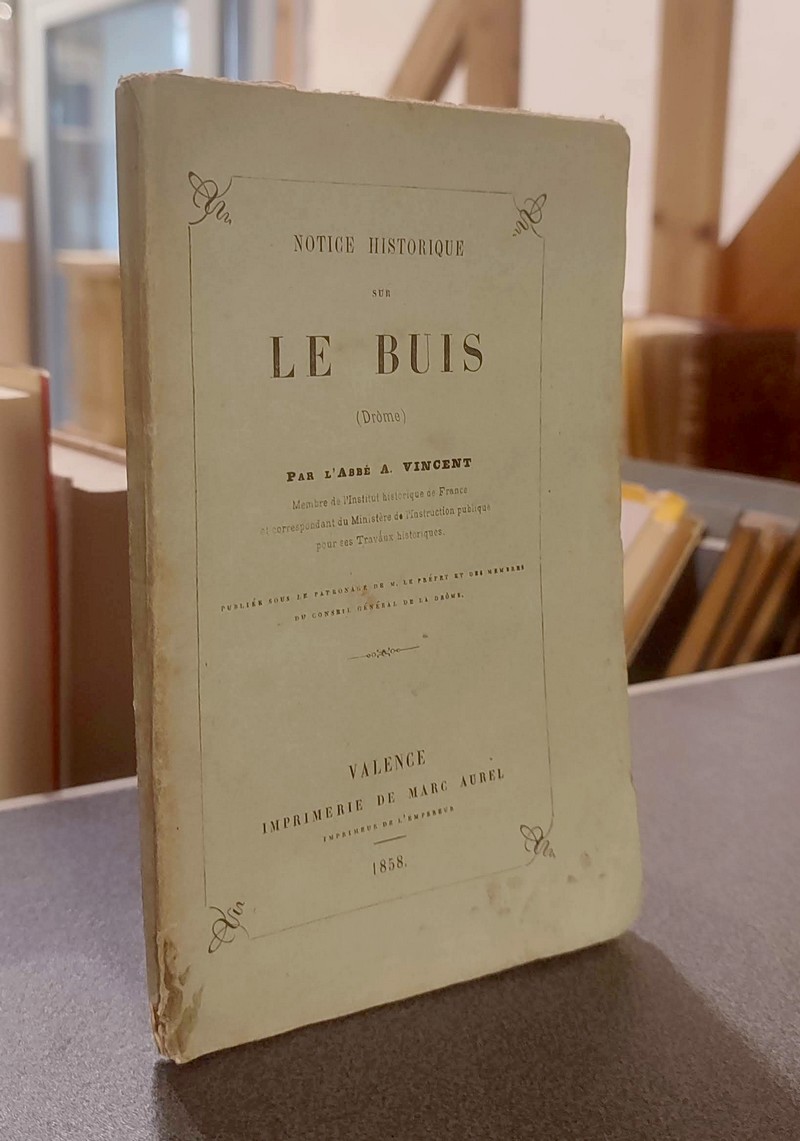 NOTICE HISTORIQUE
SUR
LE BUIS
(Drôme)
PAR L'ABBÉ A. VINCENT
Membre de l'Institut historique de France
et correspondant du Ministère de l'Instruction publique
pour ses Travaux historiques.
PUBLIÉE SOUS LE PATRONAGE DE M. LE PRÉFET ET DES MEMBRES
DU CONSEIL GÉNÉRAL DE LA DRÔME.
VALENCE
IMPRIMERIE DE MARC AUREL
IMPRIMEUR DE L'EMPEREUR
1858.